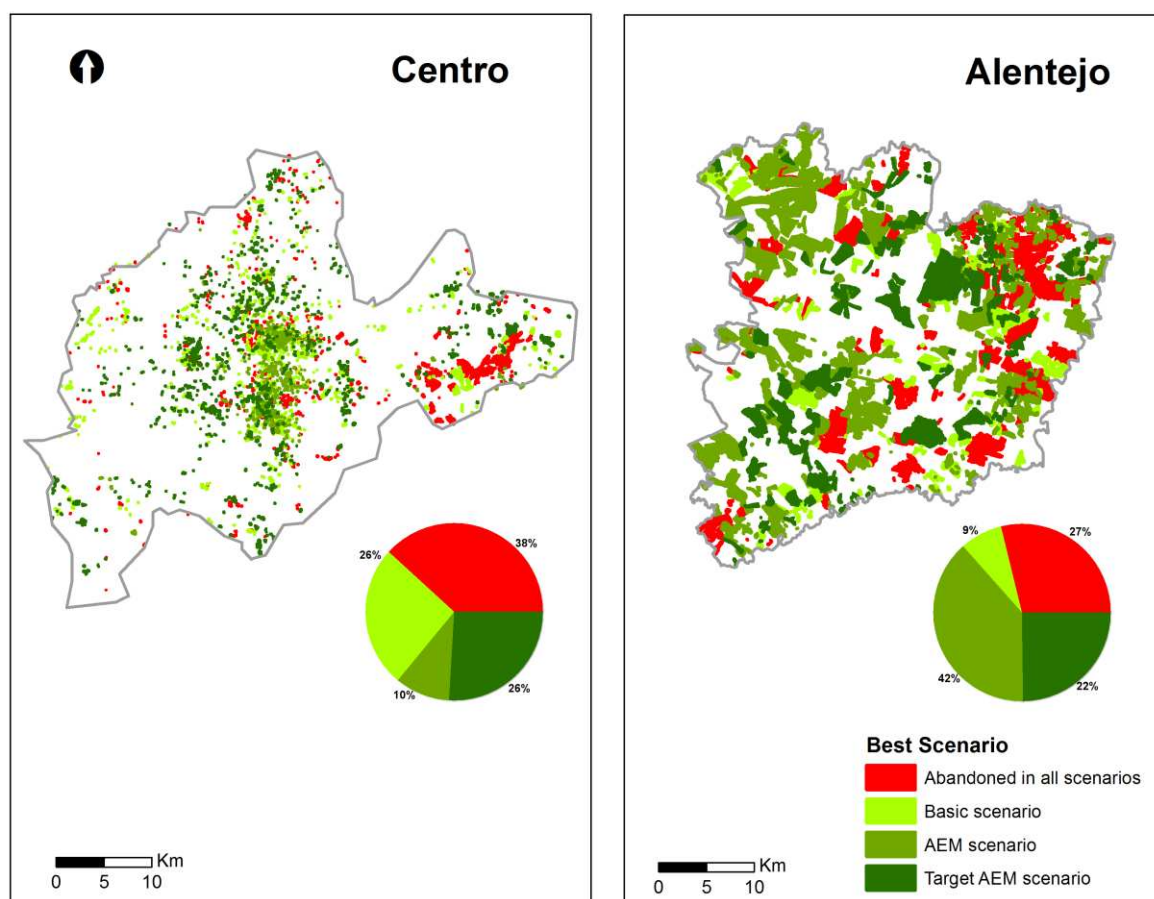 Centro
38%
26%
10%
26%
Km
0 5 10
Alentejo
9%
27%
42%
22%
Best Scenario
Abandoned in all scenarios
Basic scenario
AEM scenario
Target AEM scenario
Km
0 5 10